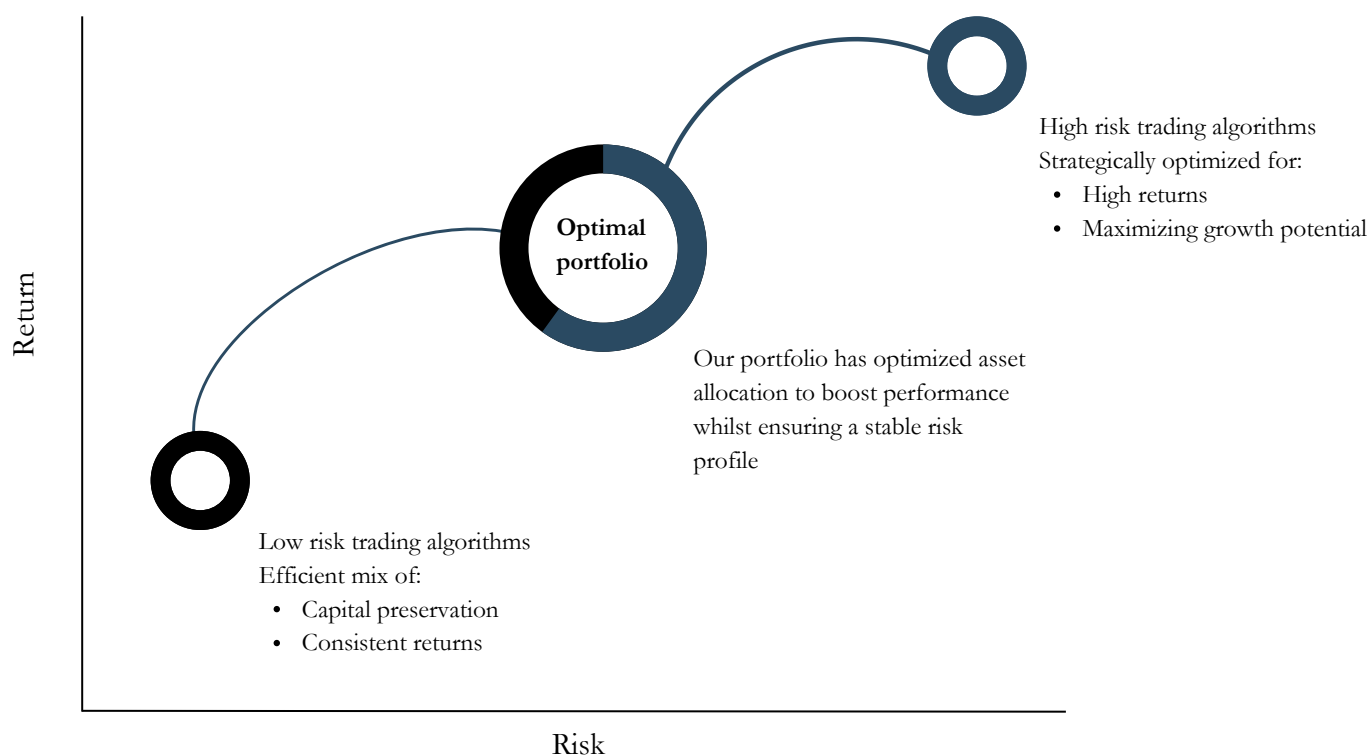 High risk trading algorithms
Strategically optimized for:
• High returns
• Maximizing growth potential
Optimal
portfolio
Return
Our portfolio has optimized asset
allocation to boost performance
whilst ensuring a stable risk
profile
Low risk trading algorithms
Efficient mix of:
• Capital preservation
• Consistent returns
Risk